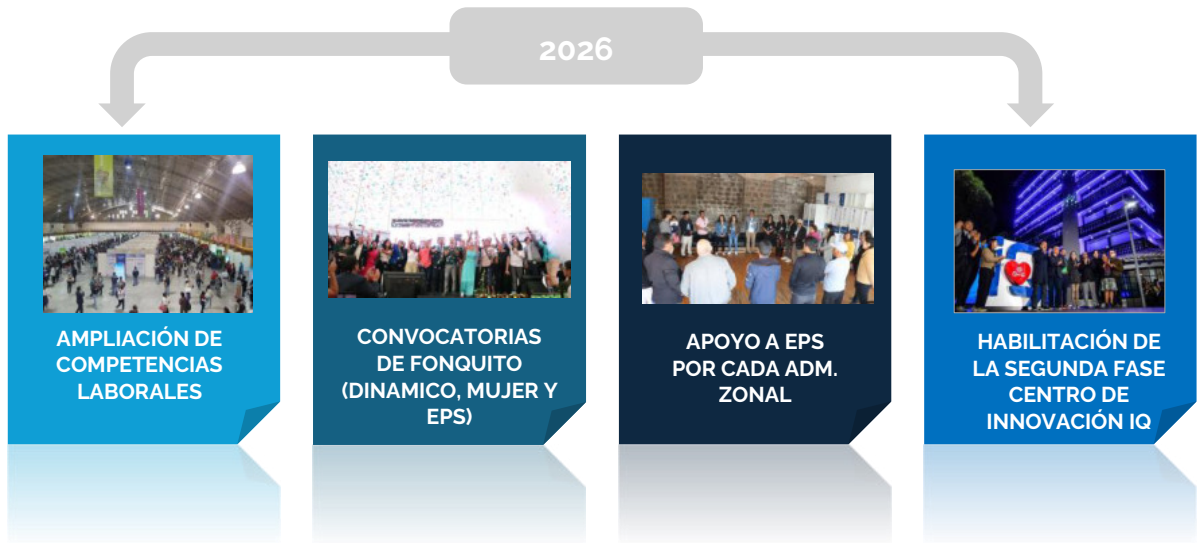 2026
AMPLIACIÓN DE
COMPETENCIAS
LABORALES
CONVOCATORIAS
DE FONQUITO
(DINAMICO, MUJER Y
EPS)
APOYO A EPS
POR CADA ADM.
ZONAL
HABILITACIÓN DE
LA SEGUNDA FASE
CENTRO DE
INNOVACIÓN IQ